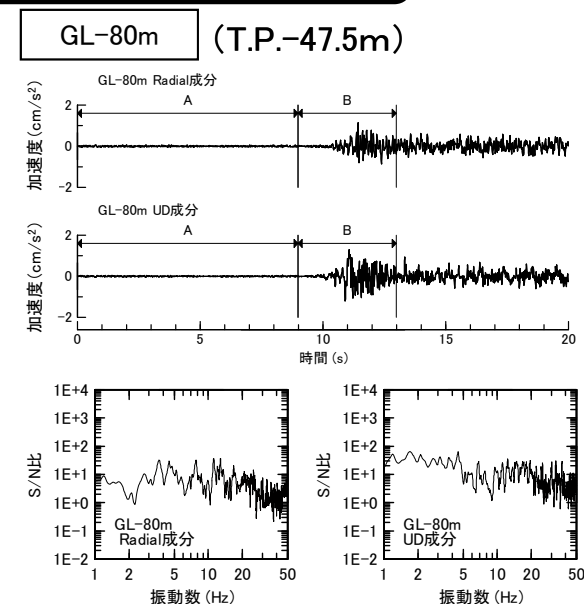 GL-80m (T.P.-47.5m)
GL-80m Radial成分
加速度(cm/s²)
2
0
-2
A
B
GL-80m UD成分
加速度(cm/s²)
2
0
-2
A
B
0 5 10 15 20
時間(s)
S/N比
1E+4
1E+3
1E+2
1E+1
1E+0
1E-1
1E-2
GL-80m
Radial成分
1 2 5 10 20 50
振動数(Hz)
S/N比
1E+4
1E+3
1E+2
1E+1
1E+0
1E-1
1E-2
GL-80m
UD成分
1 2 5 10 20 50
振動数(Hz)